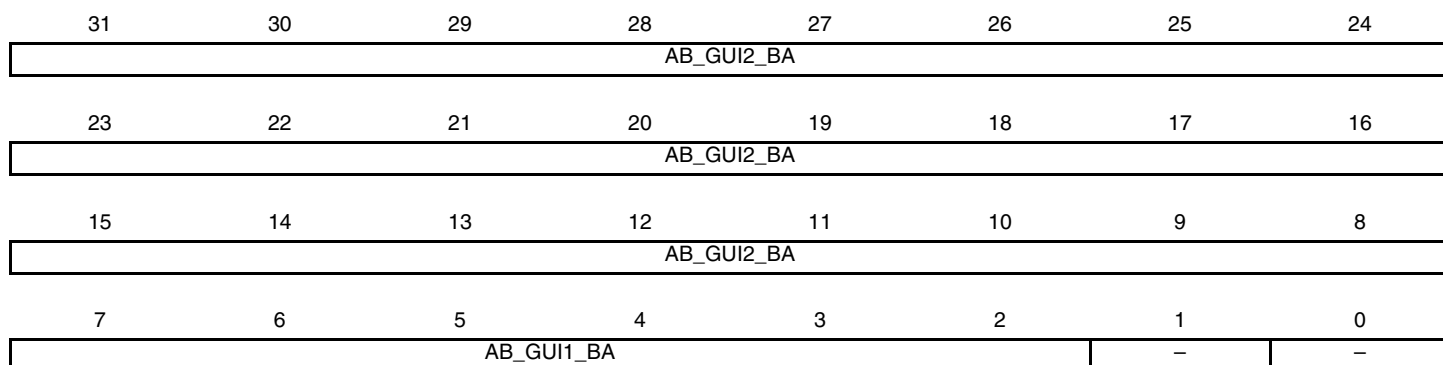 31 30 29 28 27 26 25 24
AB_GUI2_BA
23 22 21 20 19 18 17 16
AB_GUI2_BA
15 14 13 12 11 10 9 8
AB_GUI2_BA
7 6 5 4 3 2 1 0
AB_GUI1_BA – –